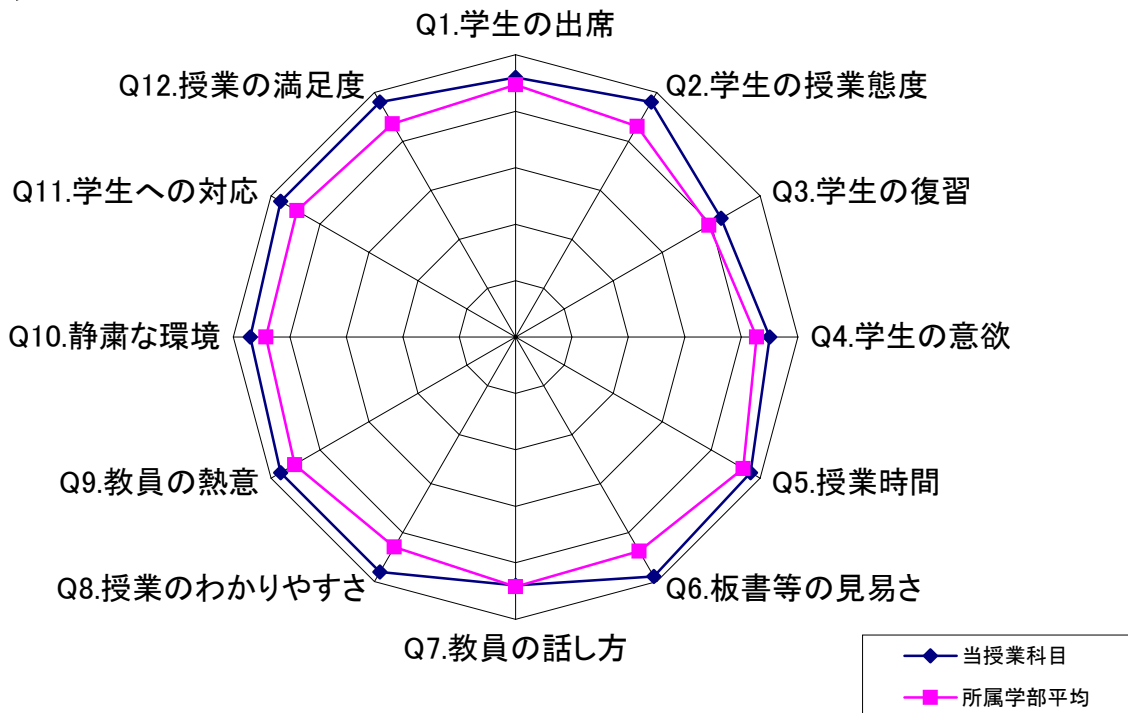 Q1.学生の出席
Q2.学生の授業態度
Q3.学生の復習
Q4.学生の意欲
Q5.授業時間
Q6.板書等の見易さ
Q7.教員の話し方
Q8.授業のわかりやすさ
Q9.教員の熱意
Q10.静粛な環境
Q11.学生への対応
Q12.授業の満足度
当授業科目
所属学部平均